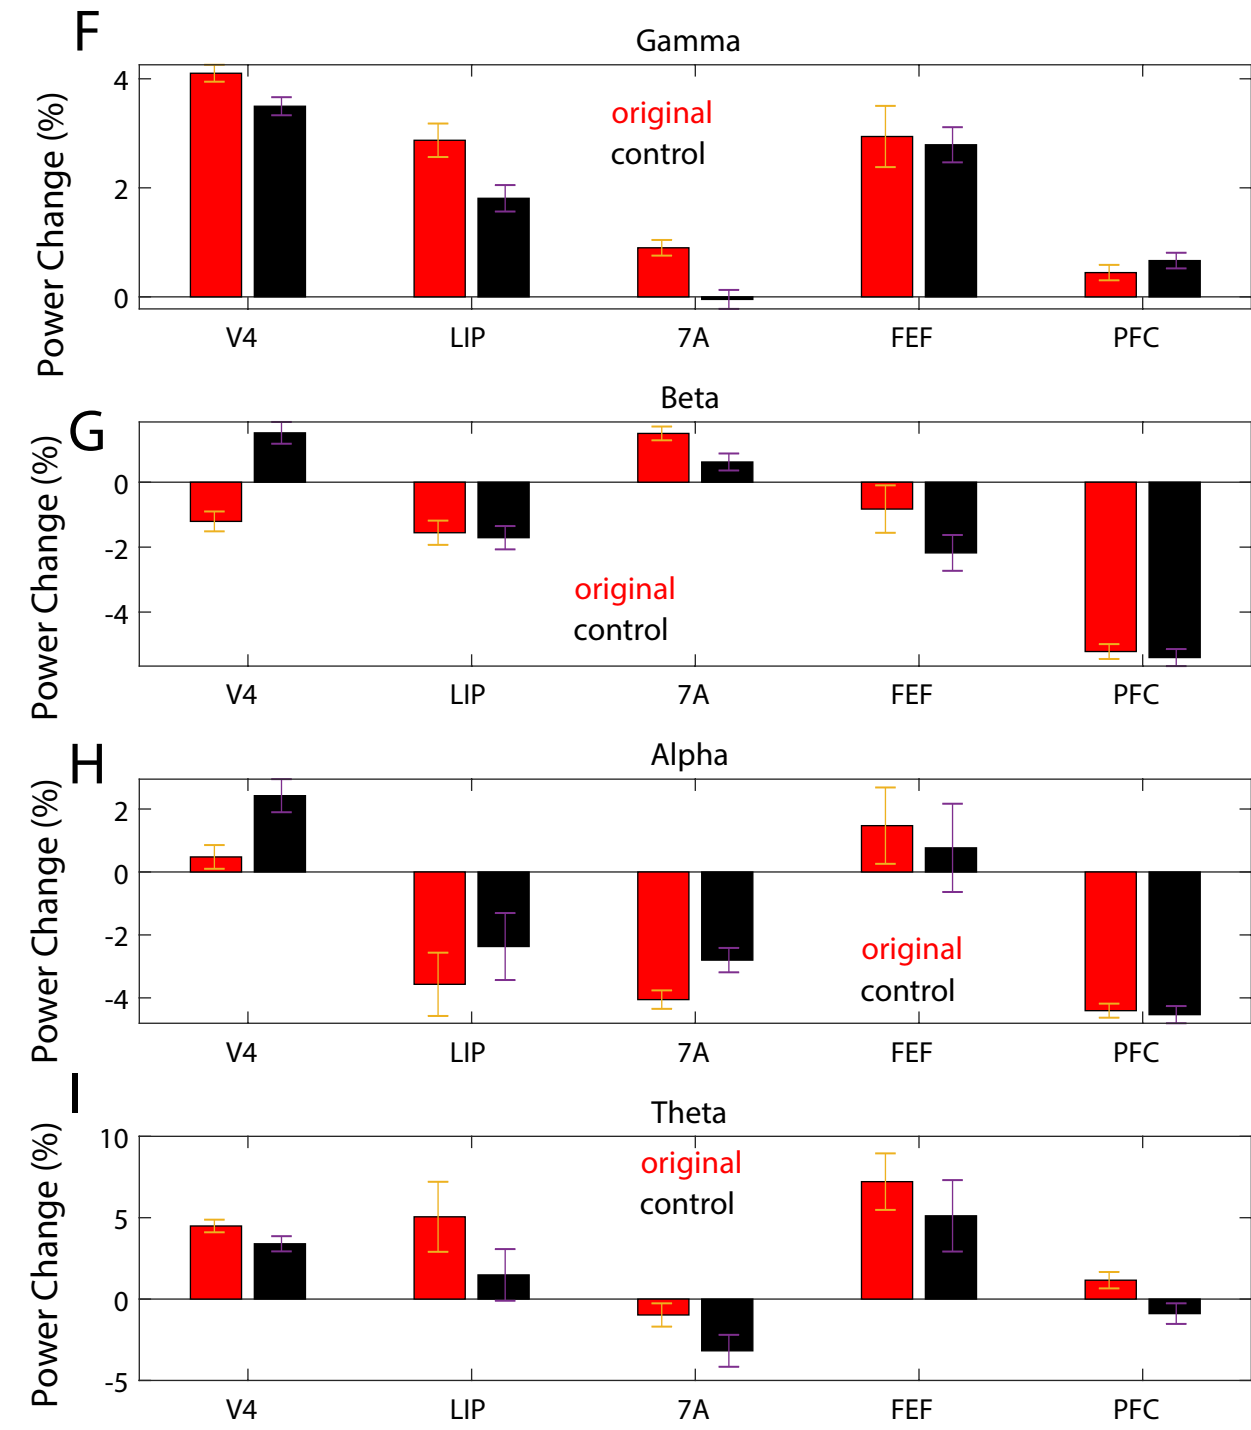 F
Gamma
Power Change (%)
4
2
0
original
control
V4 LIP 7A FEF PFC
G
Beta
Power Change (%)
0
-2
-4
original
control
V4 LIP 7A FEF PFC
H
Alpha
Power Change (%)
2
0
-2
-4
original
control
V4 LIP 7A FEF PFC
I
Theta
Power Change (%)
10
5
0
-5
original
control
V4 LIP 7A FEF PFC